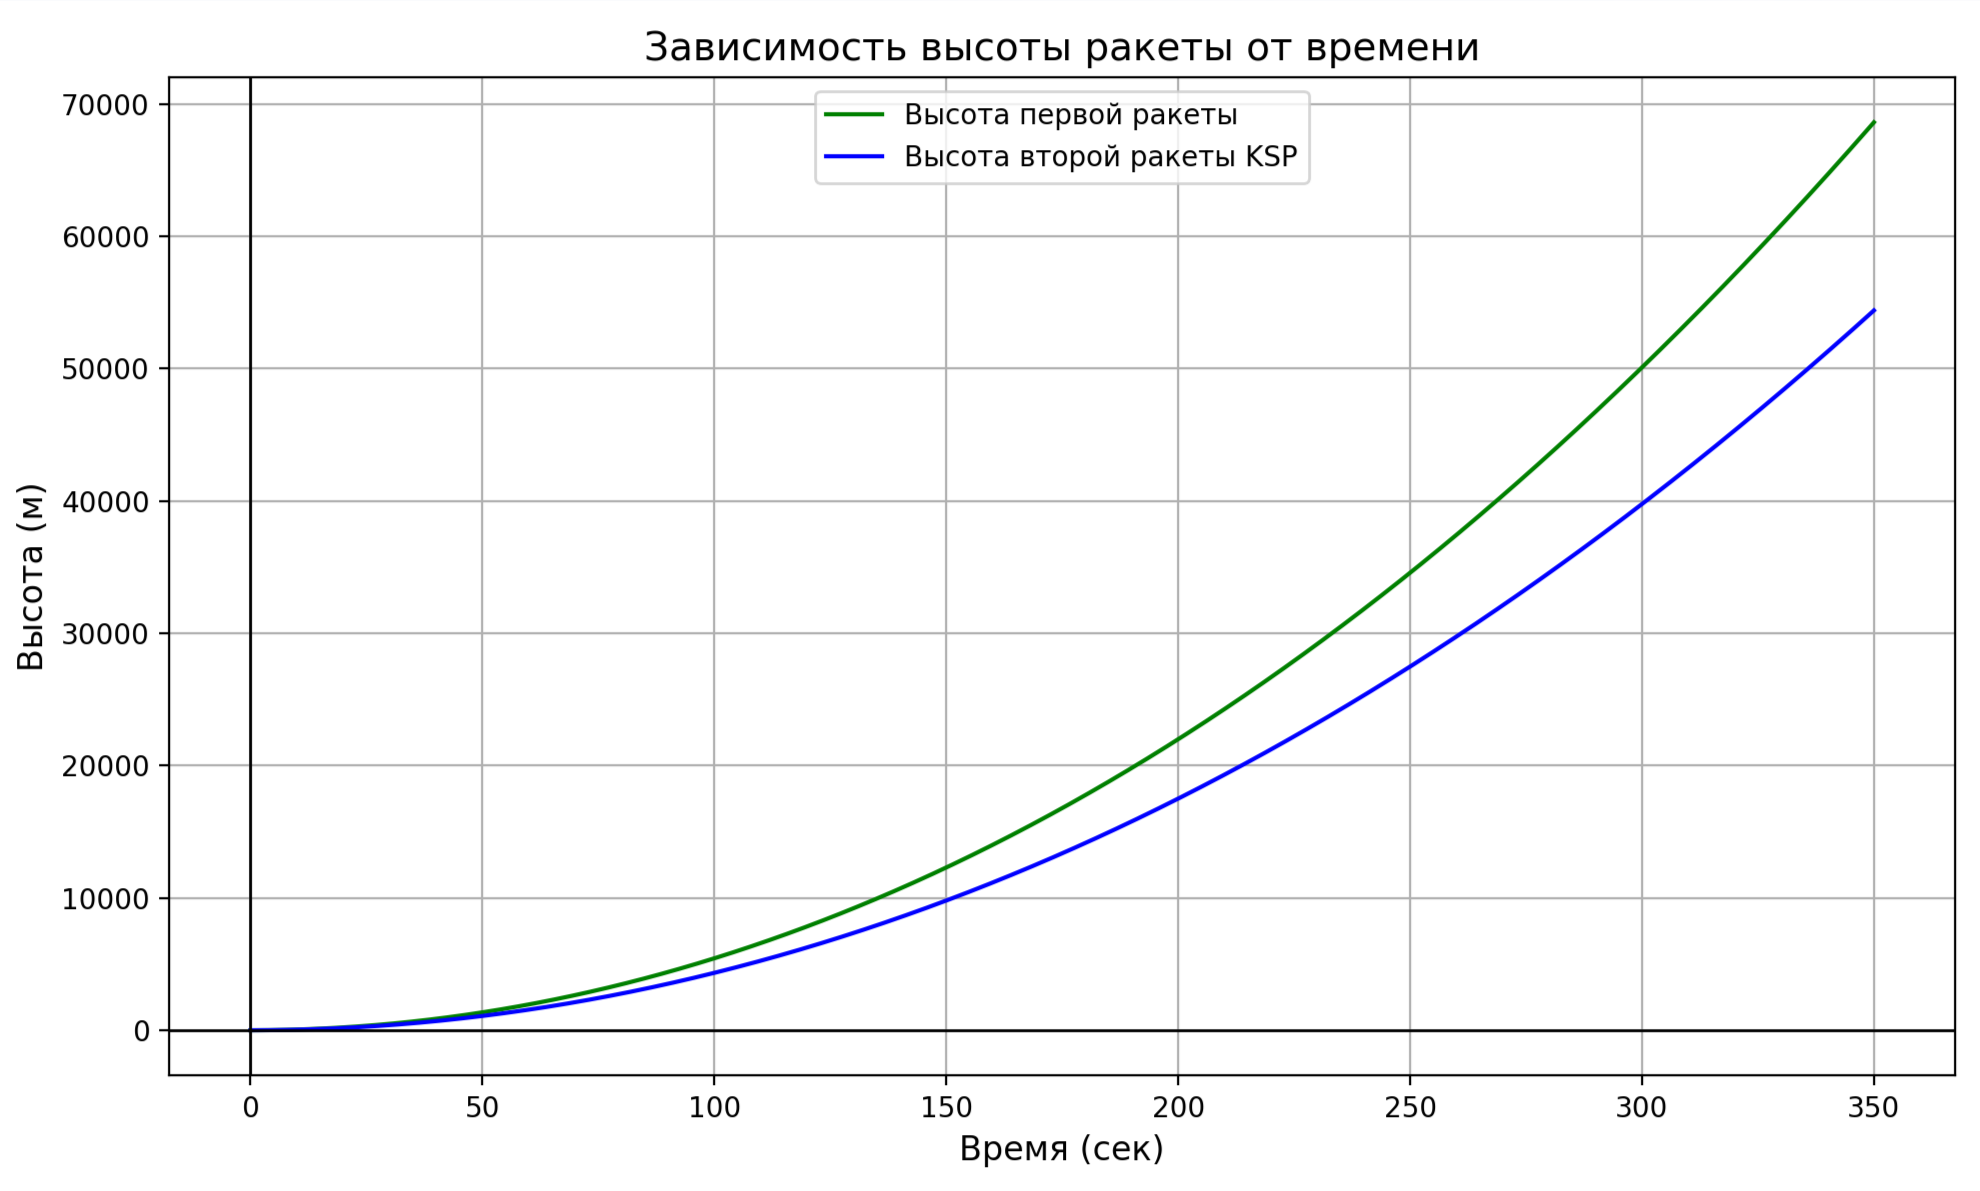 Зависимость высоты ракеты от времени
Высота первой ракеты
Высота второй ракеты KSP
70000
60000
50000
40000
30000
20000
10000
0
Высота (м)
0 50 100 150 200 250 300 350
Время (сек)